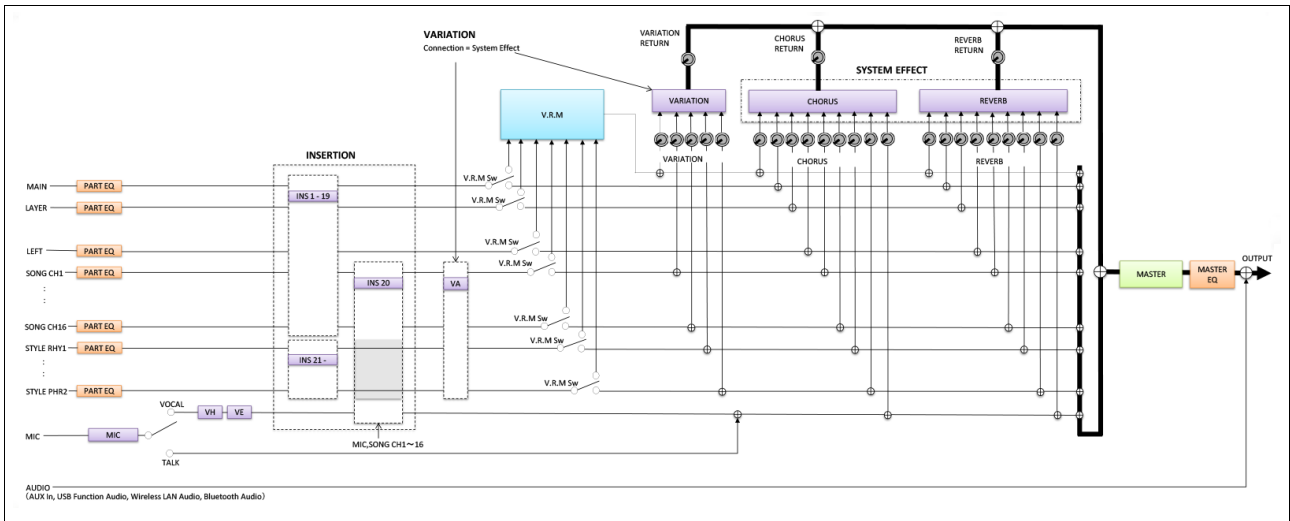 VARIATION
Connection = System Effect
VARIATION
RETURN
CHORUS
RETURN
REVERB
RETURN
SYSTEM EFFECT
V.R.M
VARIATION
CHORUS
REVERB
INSERTION
VARIATION
CHORUS
REVERB
MAIN
PART EQ
INS 1 - 19
V.R.M Sw
LAYER
PART EQ
V.R.M Sw
LEFT
PART EQ
V.R.M Sw
SONG CH1
PART EQ
V.R.M Sw
:
:
INS 20
VA
OUTPUT
MASTER
MASTER
EQ
SONG CH16
PART EQ
V.R.M Sw
STYLE RHY1
PART EQ
V.R.M Sw
:
:
INS 21 -
STYLE PHR2
PART EQ
V.R.M Sw
VOCAL
VH
VE
MIC
MIC
MIC,SONG CH1～16
TALK
AUDIO
(AUX In, USB Function Audio, Wireless LAN Audio, Bluetooth Audio)